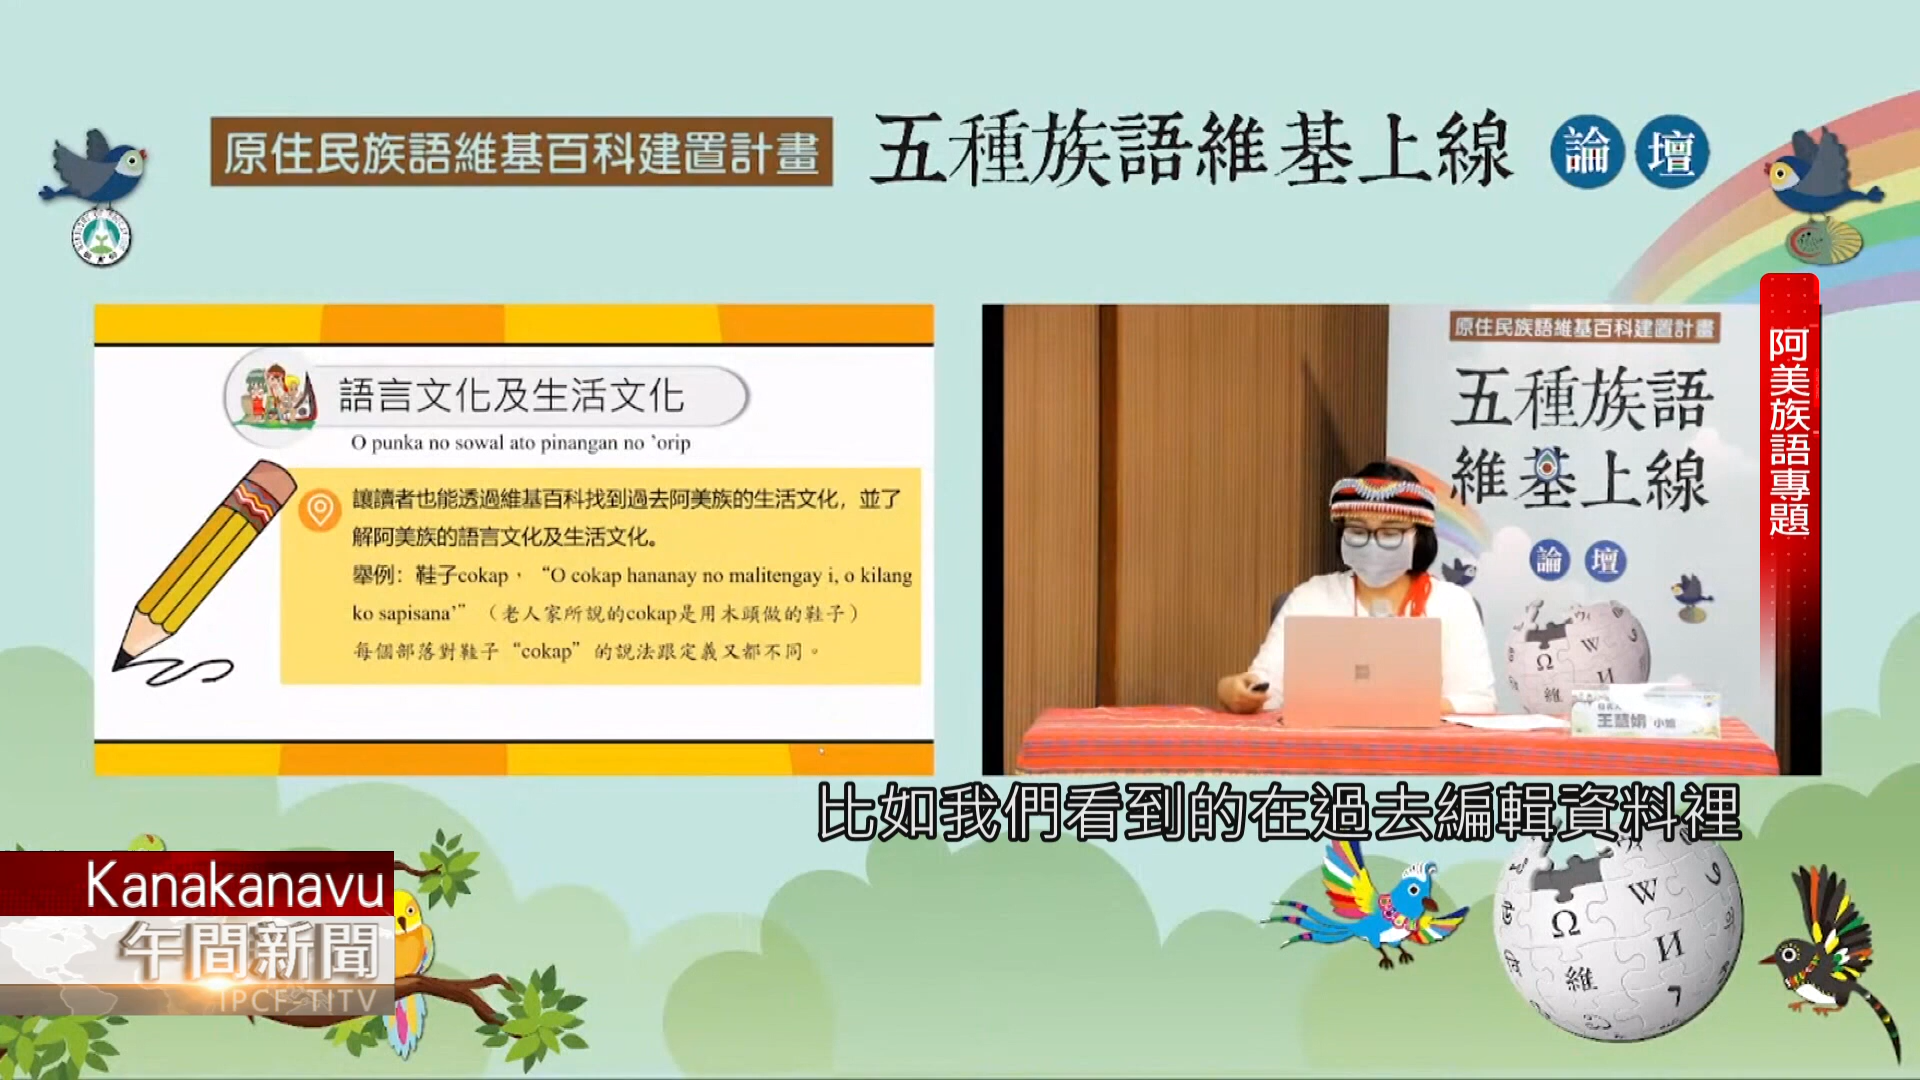 原住民族語維基百科建置計畫
五種族語維基上線
論壇
語言文化及生活文化
O punka no sowal ato pinangan no 'orip
讓讀者也能透過維基百科找到過去阿美族的生活文化，並了
解阿美族的語言文化及生活文化。
舉例：鞋子cokap，“O cokap hananay no malitengay i, o kilang
ko sapisana'”（老人家所說的cokap是用木頭做的鞋子）
每個部落對鞋子“cokap”的說法跟定義又都不同。
原住民族語維基百科建置計畫
五種族語
維基上線
論壇
Ω
W
И
維
王慧娟 小姐
阿美族語專題
比如我們看到的在過去編輯資料裡
Kanakanavu
午間新聞
IPCF-TITV
Ω
W
И
維